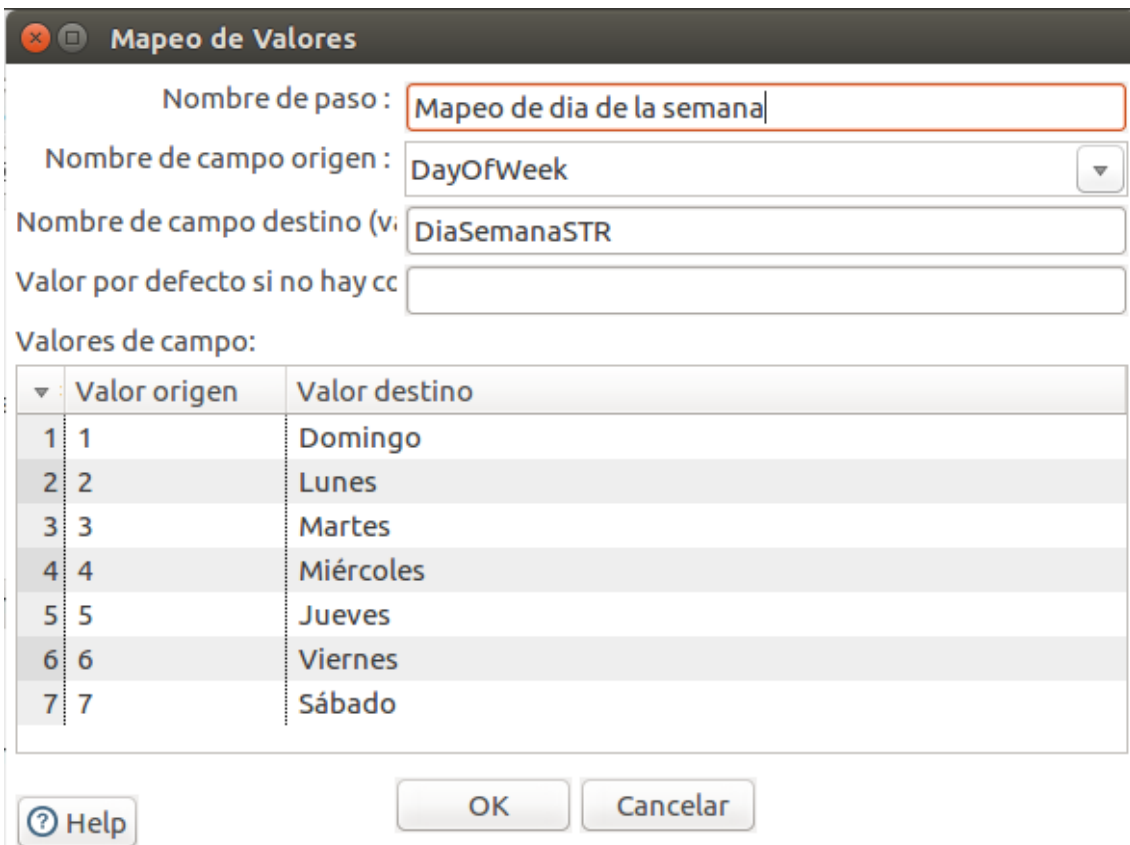 Mapeo de Valores
Nombre de paso : Mapeo de dia de la semana
Nombre de campo origen : DayOfWeek
Nombre de campo destino (va DiaSemanaSTR
Valor por defecto si no hay cc
Valores de campo:
Valor origen Valor destino
1 1 Domingo
2 2 Lunes
3 3 Martes
4 4 Miércoles
5 5 Jueves
6 6 Viernes
7 7 Sábado
Help OK Cancelar